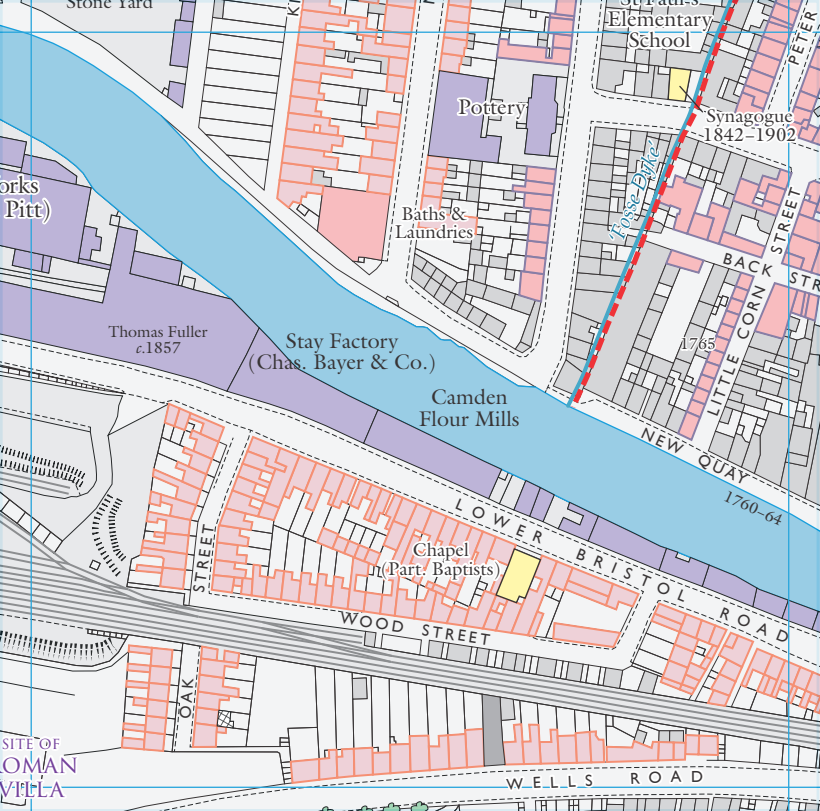 Stone Yard
St Paul's
Elementary
School
PETER
Pottery
Synagogue
1842–1902
'Fosse Dyke'
orks
Pitt)
Baths &
Laundries
STREET
BACK STR
LITTLE CORN
1765
Thomas Fuller
c.1857
Stay Factory
(Chas. Bayer & Co.)
Camden
Flour Mills
NEW QUAY
1760–64
LOWER BRISTOL ROAD
STREET
Chapel
(Part. Baptists)
WOOD STREET
OAK
SITE OF
OMAN
VILLA
WELLS ROAD